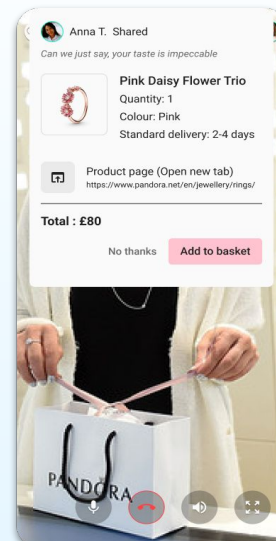 Anna T. Shared
Can we just say, your taste is impeccable
Pink Daisy Flower Trio
Quantity: 1
Colour: Pink
Standard delivery: 2-4 days
Product page (Open new tab)
https://www.pandora.net/en/jewellery/rings/
Total : £80
No thanks
Add to basket
PANDORA